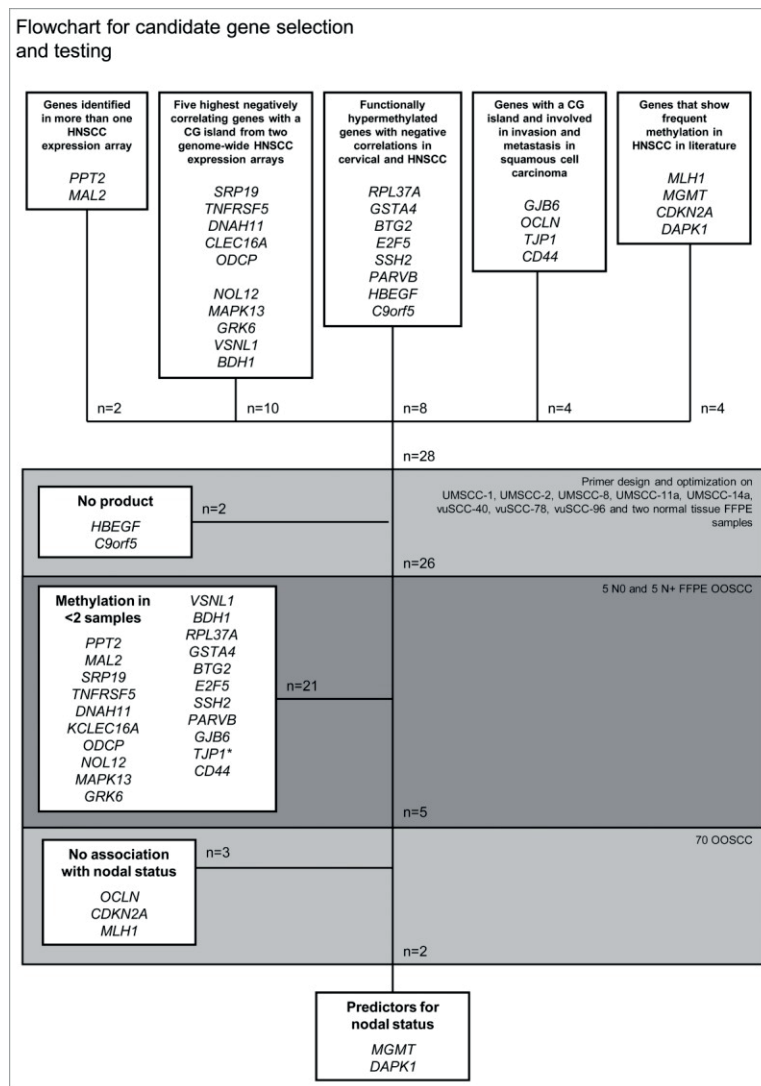 Flowchart for candidate gene selection
and testing
Genes identified
in more than one
HNSCC
expression array
PPT2
MAL2
Five highest negatively
correlating genes with a
CG island from two
genome-wide HNSCC
expression arrays
SRP19
TNFRSF5
DNAH11
CLEC16A
ODCP
NOL12
MAPK13
GRK6
VSNL1
BDH1
Functionally
hypermethylated
genes with negative
correlations in
cervical and HNSCC
RPL37A
GSTA4
BTG2
E2F5
SSH2
PARVB
HBEGF
C9orf5
Genes with a CG
island and involved
in invasion and
metastasis in
squamous cell
carcinoma
GJB6
OCLN
TJP1
CD44
Genes that show
frequent
methylation in
HNSCC in literature
MLH1
MGMT
CDKN2A
DAPK1
n=2
n=10
n=8
n=4
n=4
n=28
Primer design and optimization on
UMSCC-1, UMSCC-2, UMSCC-8, UMSCC-11a, UMSCC-14a,
vuSCC-40, vuSCC-78, vuSCC-96 and two normal tissue FFPE
samples
No product
HBEGF
C9orf5
n=2
n=26
5 N0 and 5 N+ FFPE OOSCC
Methylation in
<2 samples
PPT2
MAL2
SRP19
TNFRSF5
DNAH11
KCLEC16A
ODCP
NOL12
MAPK13
GRK6
VSNL1
BDH1
RPL37A
GSTA4
BTG2
E2F5
SSH2
PARVB
GJB6
TJP1*
CD44
n=21
n=5
70 OOSCC
No association
with nodal status
OCLN
CDKN2A
MLH1
n=3
n=2
Predictors for
nodal status
MGMT
DAPK1